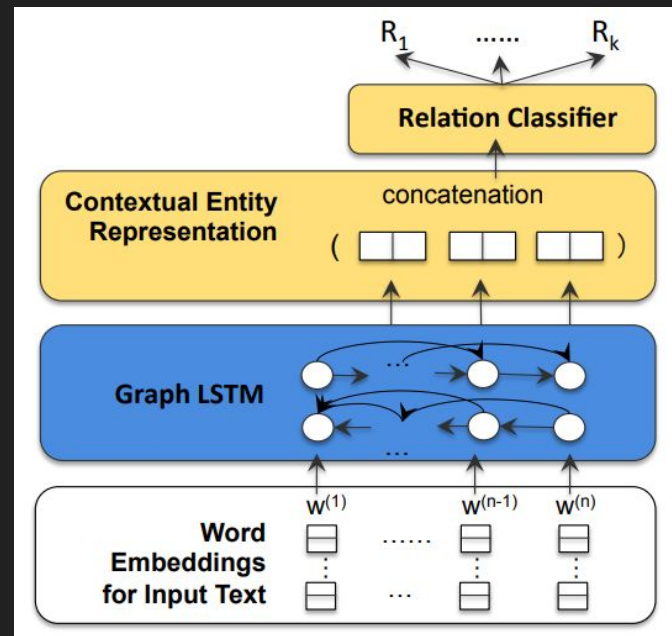 R₁ ...... Rₖ
Relation Classifier
concatenation
Contextual Entity
Representation
( )
...
Graph LSTM
...
w⁽¹⁾ w⁽ⁿ⁻¹⁾ w⁽ⁿ⁾
Word
Embeddings
for Input Text
......
...